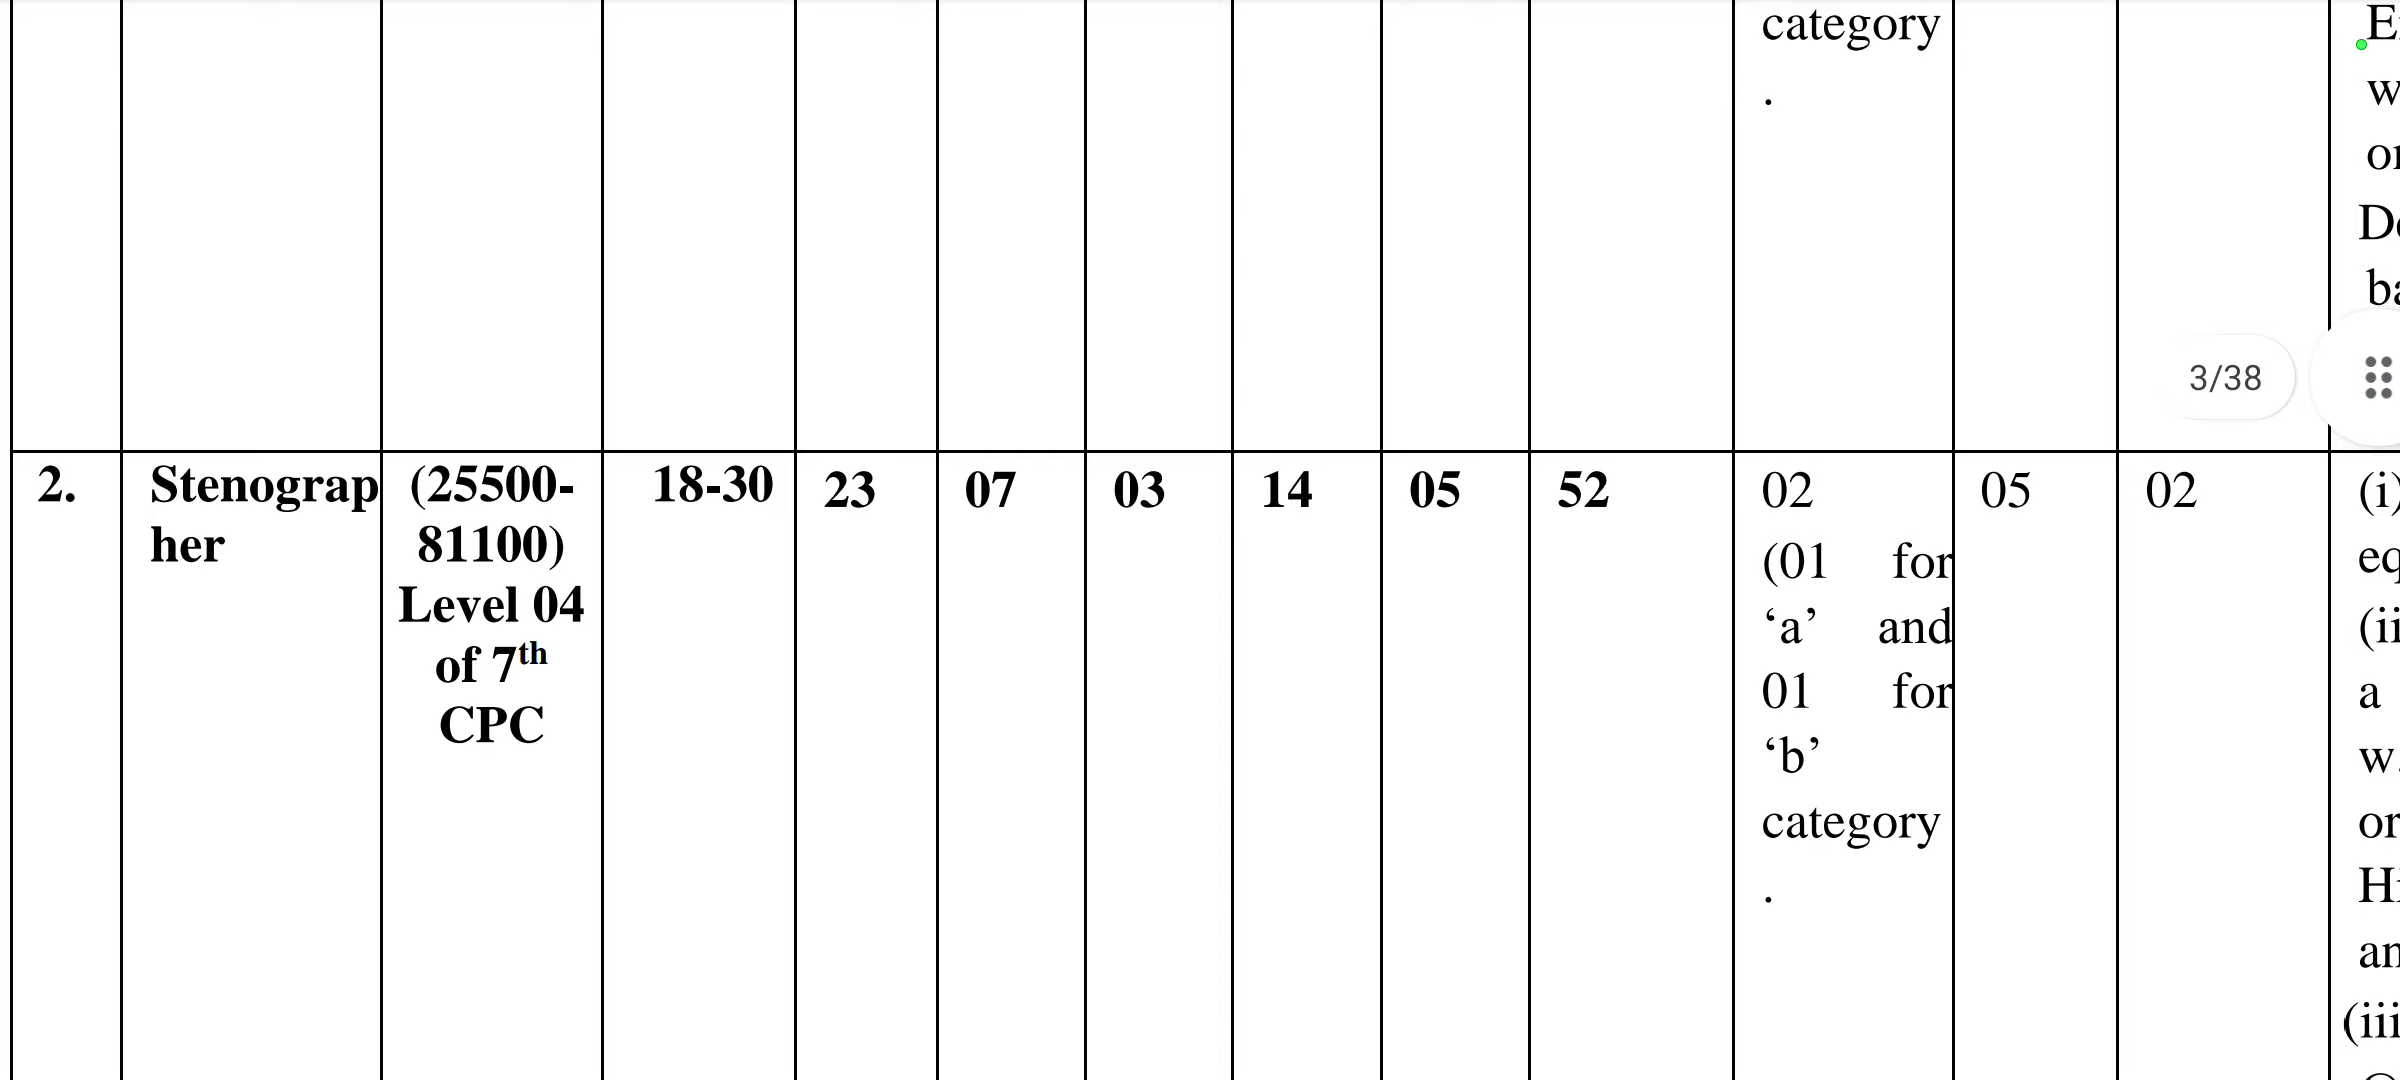 category
.
3/38
2.
Stenograp
her
(25500-
81100)
Level 04
of 7th
CPC
18-30
23
07
03
14
05
52
02
(01 for
‘a’ and
01 for
‘b’
category
.
05
02
(i)
a